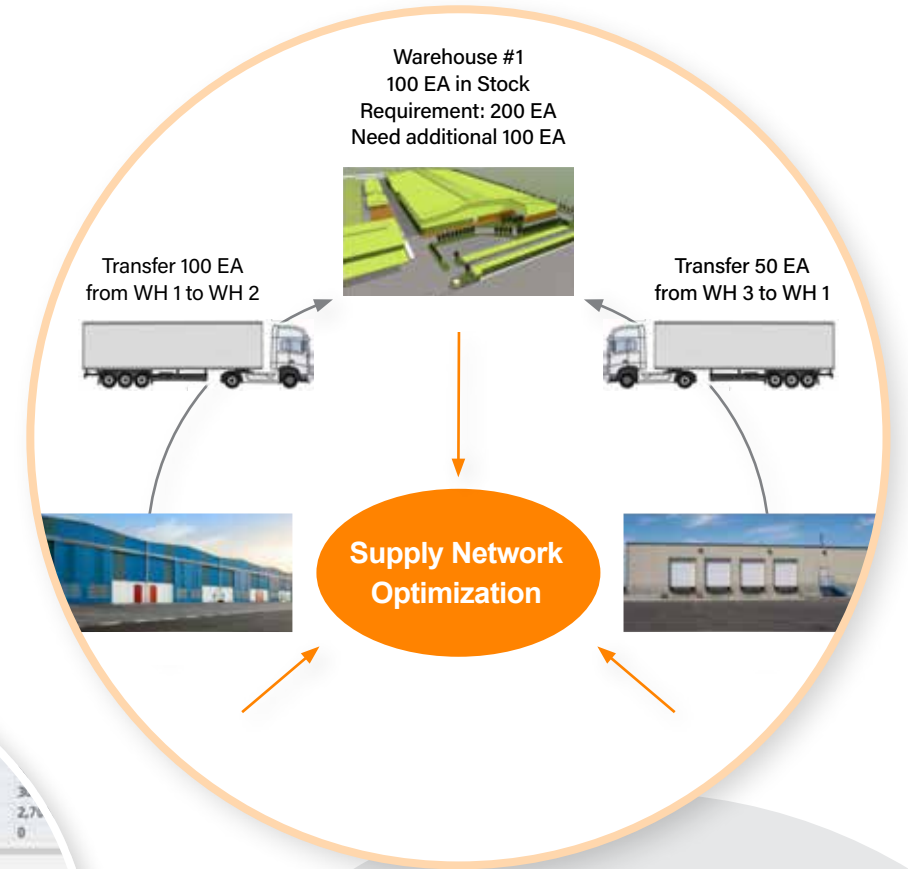 Warehouse #1
100 EA in Stock
Requirement: 200 EA
Need additional 100 EA
Transfer 100 EA
from WH 1 to WH 2
Transfer 50 EA
from WH 3 to WH 1
Supply Network
Optimization
0